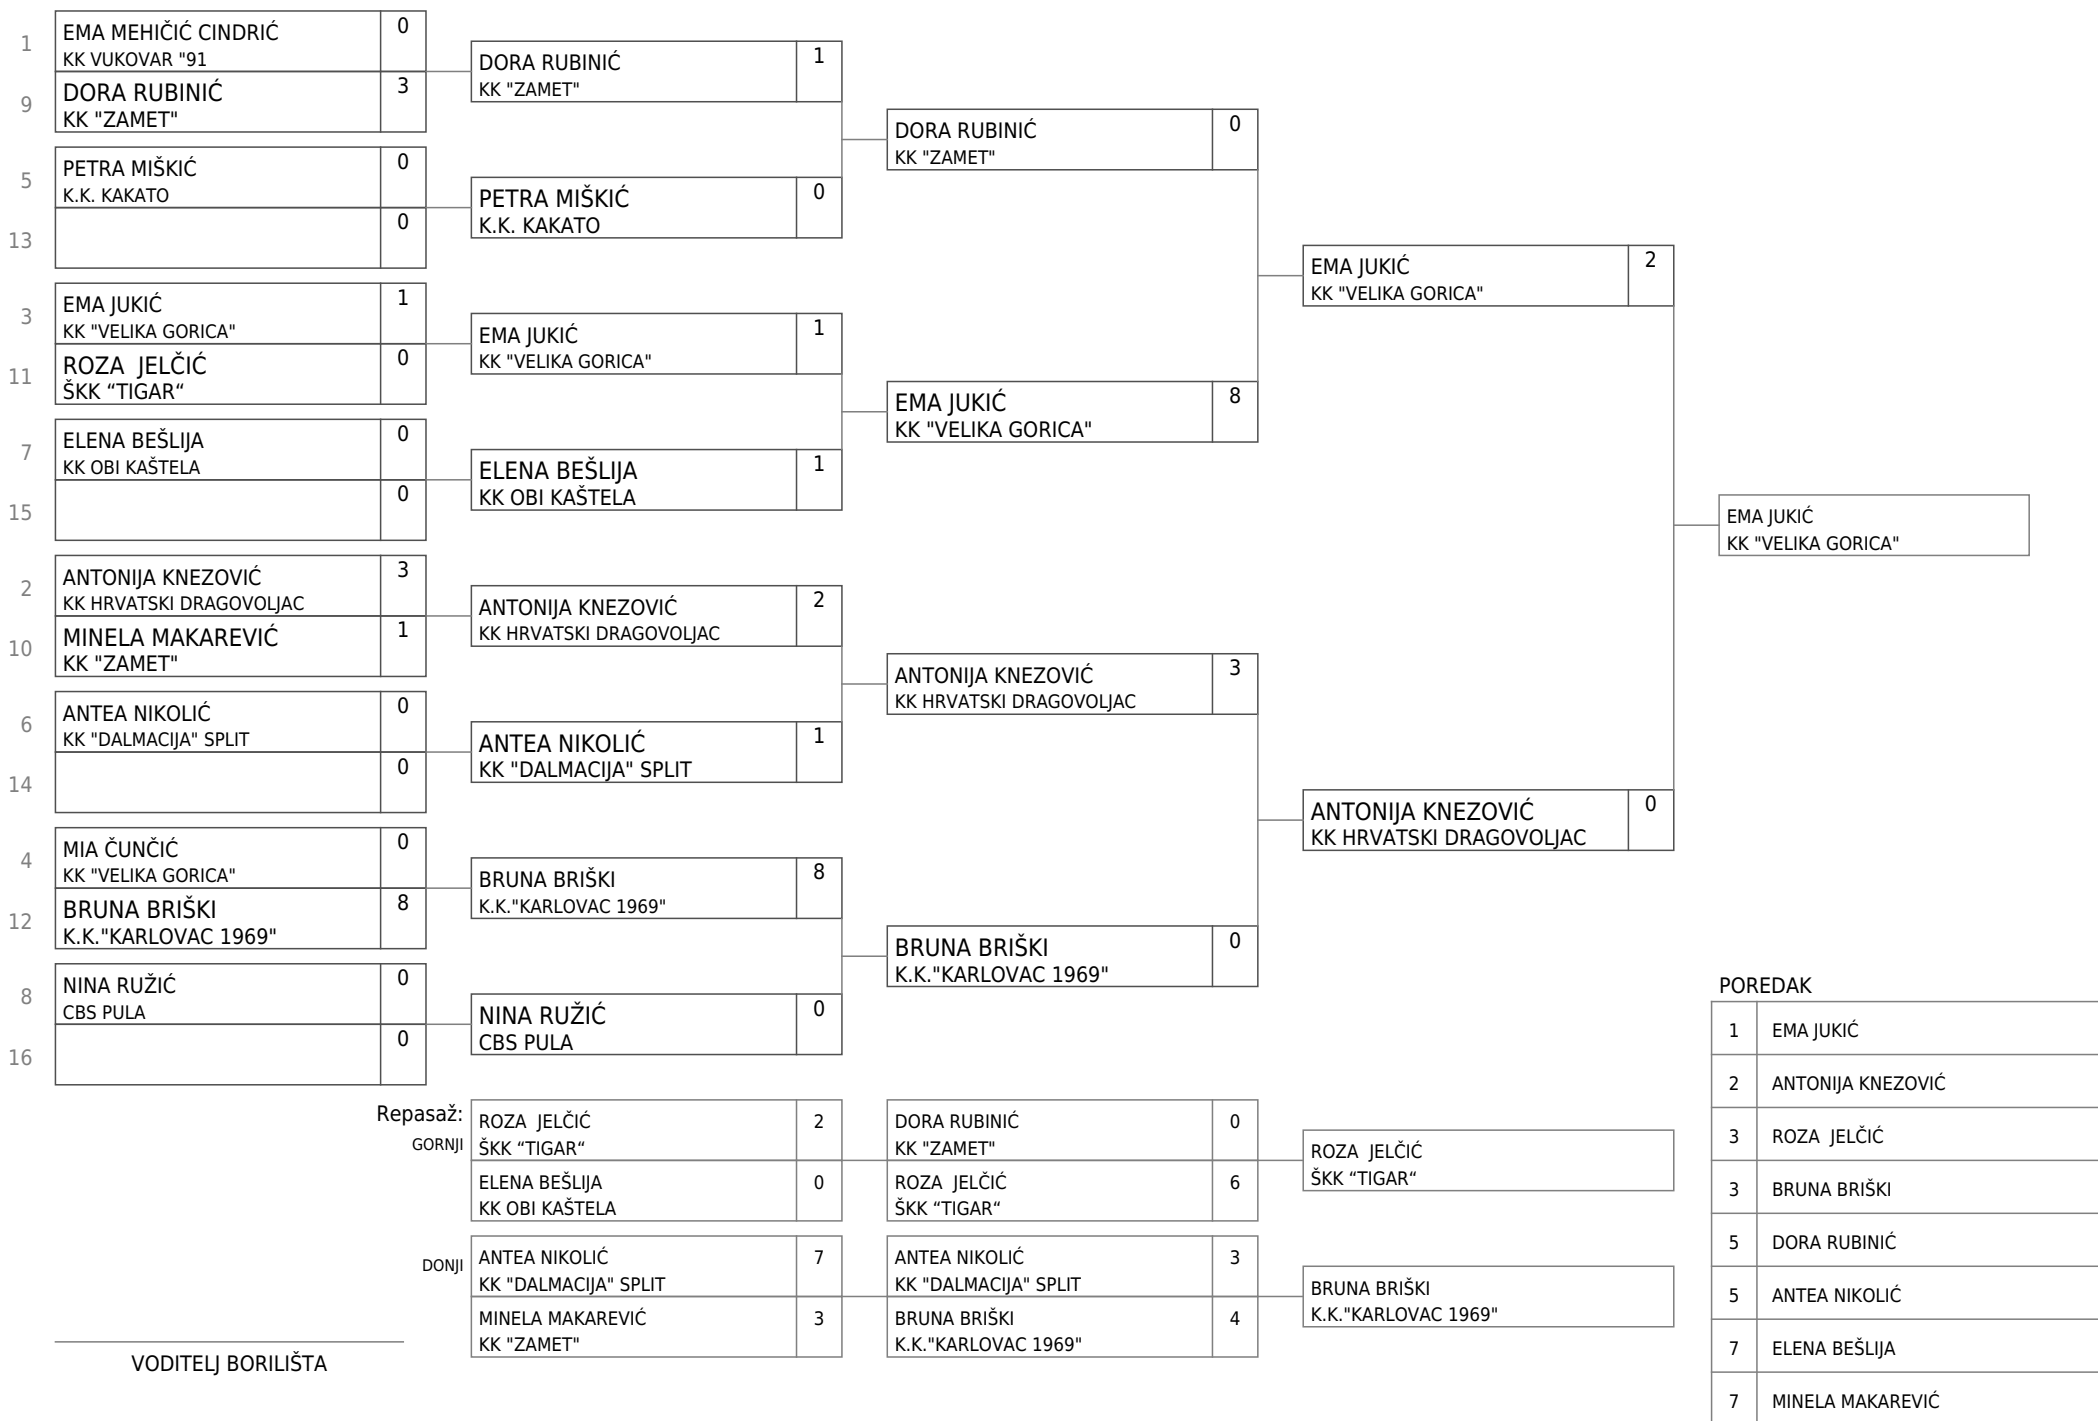 1
EMA MEHIČIĆ CINDRIĆ
KK VUKOVAR "91
0
9
DORA RUBINIĆ
KK "ZAMET"
3
5
PETRA MIŠKIĆ
K.K. KAKATO
0
13
0
3
EMA JUKIĆ
KK "VELIKA GORICA"
1
11
ROZA  JELČIĆ
ŠKK “TIGAR“
0
7
ELENA BEŠLIJA
KK OBI KAŠTELA
0
15
0
2
ANTONIJA KNEZOVIĆ
KK HRVATSKI DRAGOVOLJAC
3
10
MINELA MAKAREVIĆ
KK "ZAMET"
1
6
ANTEA NIKOLIĆ
KK "DALMACIJA" SPLIT
0
14
0
4
MIA ČUNČIĆ
KK "VELIKA GORICA"
0
12
BRUNA BRIŠKI
K.K."KARLOVAC 1969"
8
8
NINA RUŽIĆ
CBS PULA
0
16
0
DORA RUBINIĆ
KK "ZAMET"
1
PETRA MIŠKIĆ
K.K. KAKATO
0
EMA JUKIĆ
KK "VELIKA GORICA"
1
ELENA BEŠLIJA
KK OBI KAŠTELA
1
ANTONIJA KNEZOVIĆ
KK HRVATSKI DRAGOVOLJAC
2
ANTEA NIKOLIĆ
KK "DALMACIJA" SPLIT
1
BRUNA BRIŠKI
K.K."KARLOVAC 1969"
8
NINA RUŽIĆ
CBS PULA
0
DORA RUBINIĆ
KK "ZAMET"
0
EMA JUKIĆ
KK "VELIKA GORICA"
8
ANTONIJA KNEZOVIĆ
KK HRVATSKI DRAGOVOLJAC
3
BRUNA BRIŠKI
K.K."KARLOVAC 1969"
0
EMA JUKIĆ
KK "VELIKA GORICA"
2
ANTONIJA KNEZOVIĆ
KK HRVATSKI DRAGOVOLJAC
0
EMA JUKIĆ
KK "VELIKA GORICA"
Repasaž:
GORNJI
ROZA  JELČIĆ
ŠKK “TIGAR“
2
ELENA BEŠLIJA
KK OBI KAŠTELA
0
DORA RUBINIĆ
KK "ZAMET"
0
ROZA  JELČIĆ
ŠKK “TIGAR“
6
ROZA  JELČIĆ
ŠKK “TIGAR“
DONJI
ANTEA NIKOLIĆ
KK "DALMACIJA" SPLIT
7
MINELA MAKAREVIĆ
KK "ZAMET"
3
ANTEA NIKOLIĆ
KK "DALMACIJA" SPLIT
3
BRUNA BRIŠKI
K.K."KARLOVAC 1969"
4
BRUNA BRIŠKI
K.K."KARLOVAC 1969"
VODITELJ BORILIŠTA
POREDAK
1 EMA JUKIĆ
2 ANTONIJA KNEZOVIĆ
3 ROZA  JELČIĆ
3 BRUNA BRIŠKI
5 DORA RUBINIĆ
5 ANTEA NIKOLIĆ
7 ELENA BEŠLIJA
7 MINELA MAKAREVIĆ